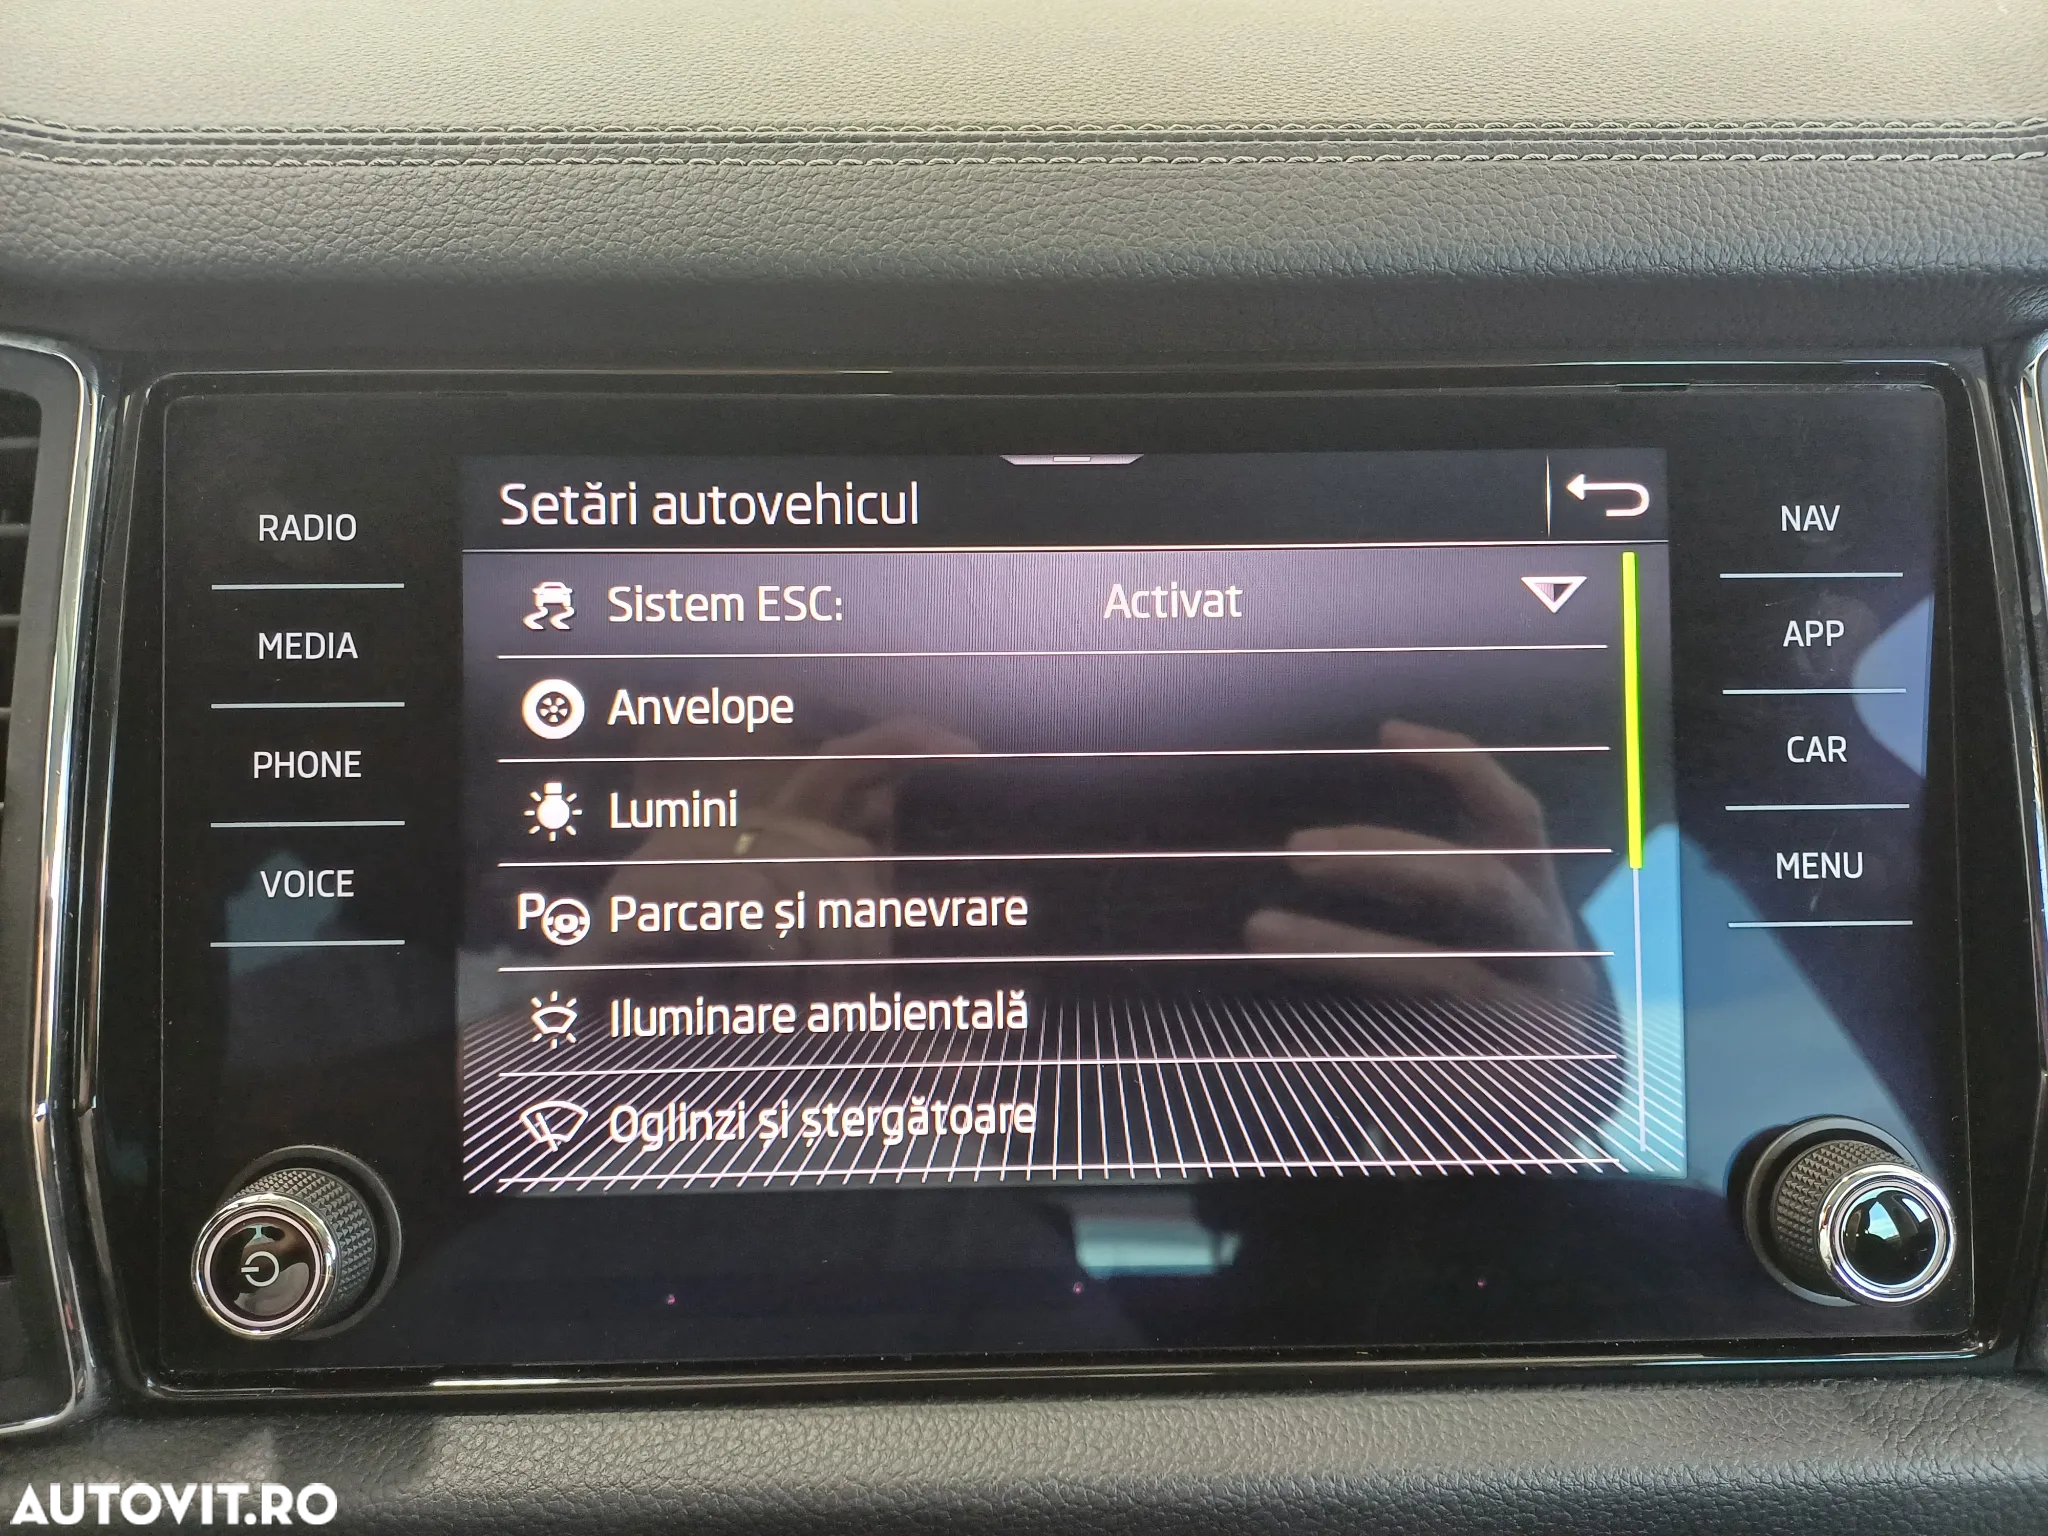 RADIO
MEDIA
PHONE
VOICE
Setări autovehicul
Sistem ESC: Activat
Anvelope
Lumini
P Parcare și manevrare
Iluminare ambientală
Oglinzi și ștergătoare
NAV
APP
CAR
MENU
AUTOVIT.RO